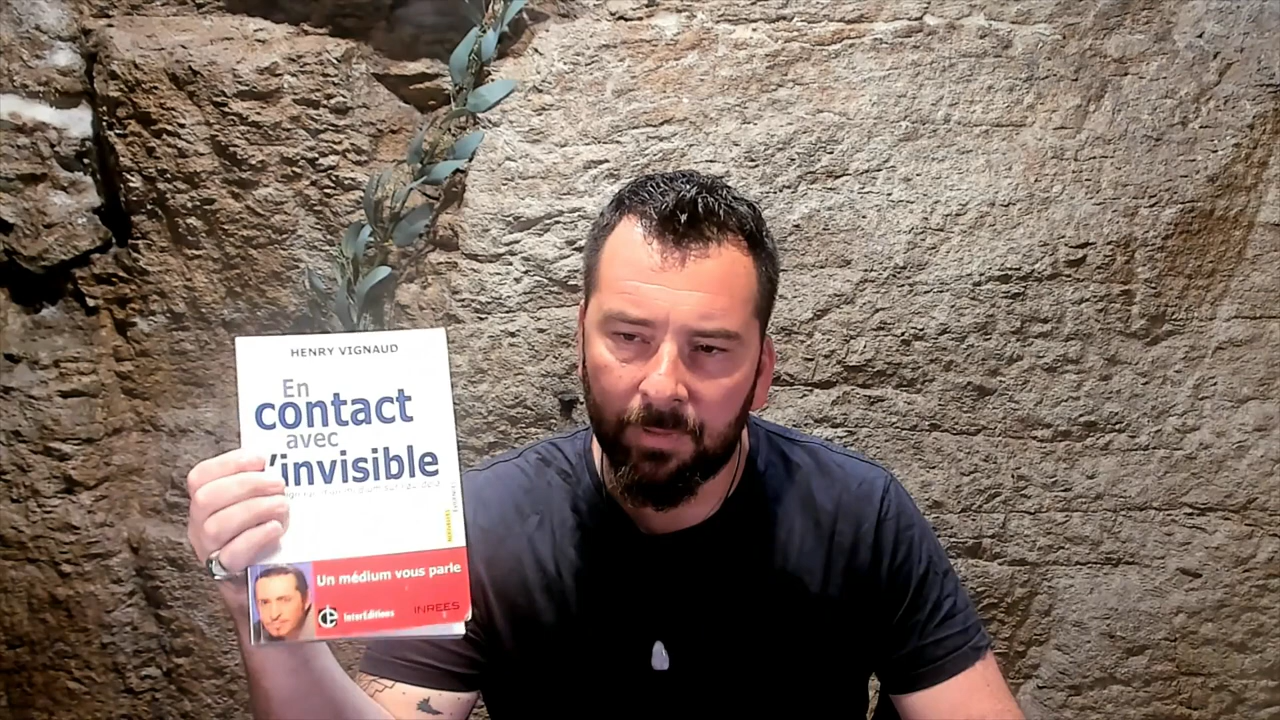 HENRY VIGNAUD
En
contact
avec
l'invisible
Un médium vous parle
InterEditions
INREES